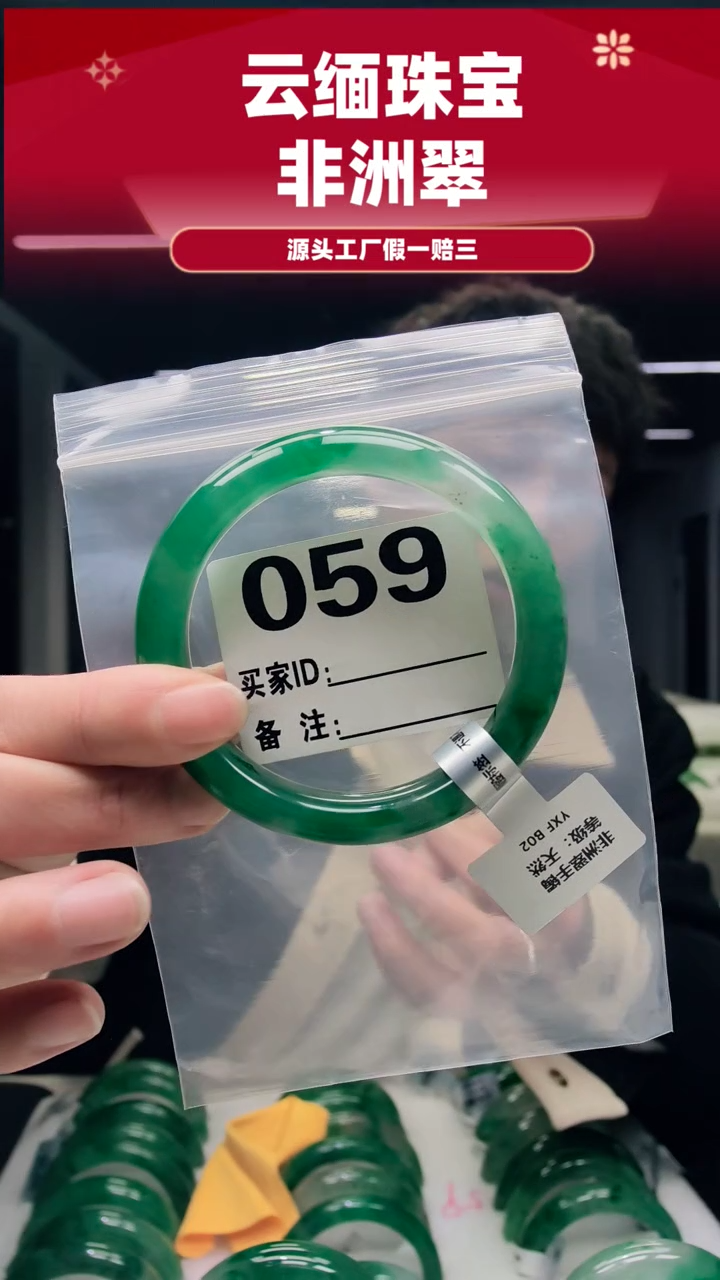 云缅珠宝
非洲翠
源头工厂假一赔三
059
买家ID:
备 注:
非洲翠手镯
等级: 天然
YXF B02